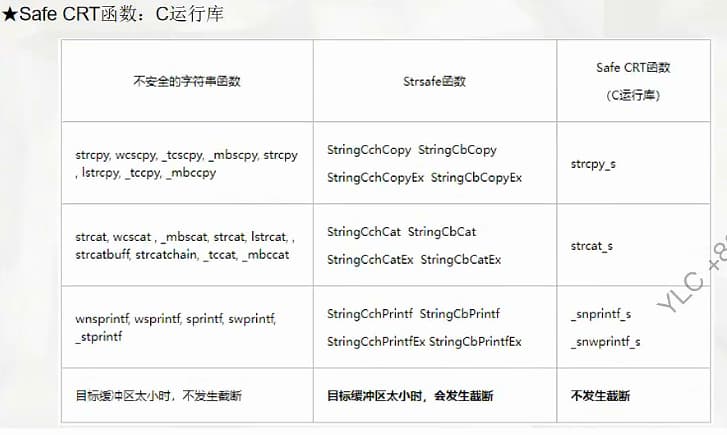 ★Safe CRT函数：C运行库
不安全的字符串函数
Strsafe函数
Safe CRT函数
（C运行库）
strcpy, wcscpy, _tcscpy, _mbscpy, strcpy
, lstrcpy, _tccpy, _mbccpy
StringCchCopy StringCbCopy
StringCchCopyEx StringCbCopyEx
strcpy_s
strcat, wcscat , _mbscat, strcat, lstrcat, ,
strcatbuff, strcatchain, _tccat, _mbccat
StringCchCat StringCbCat
StringCchCatEx StringCbCatEx
strcat_s
wnsprintf, wsprintf, sprintf, swprintf,
_stprintf
StringCchPrintf StringCbPrintf
StringCchPrintfEx StringCbPrintfEx
_snprintf_s
_snwprintf_s
目标缓冲区太小时，不发生截断
目标缓冲区太小时，会发生截断
不发生截断
YLC +8